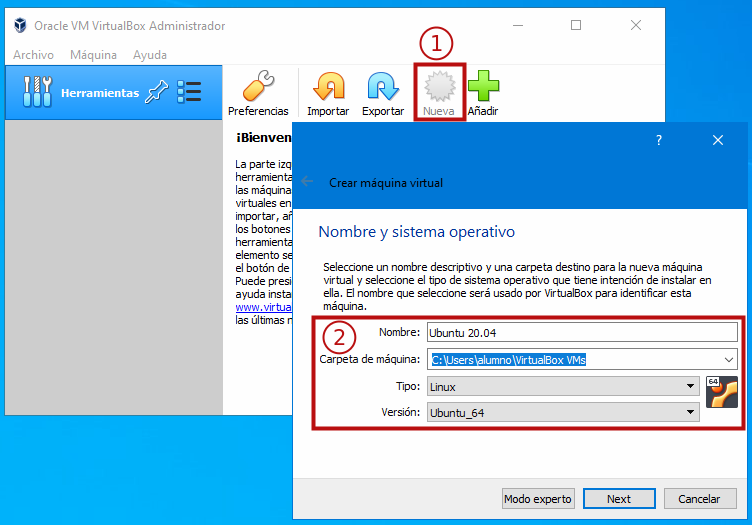 Oracle VM VirtualBox Administrador
Archivo Máquina Ayuda
Herramientas
Preferencias Importar Exportar Nueva Añadir
1
¡Bienven
La parte izq
herramienta
las máquina
virtuales en
importar, añ
los botones
herramienta
elemento se
el botón de
Puede presi
ayuda insta
www.virtua
las últimas n
?
Crear máquina virtual
Nombre y sistema operativo
Seleccione un nombre descriptivo y una carpeta destino para la nueva máquina
virtual y seleccione el tipo de sistema operativo que tiene intención de instalar en
ella. El nombre que seleccione será usado por VirtualBox para identificar esta
máquina.
2
Nombre: Ubuntu 20.04
Carpeta de máquina: C:\Users\alumno\VirtualBox VMs
Tipo: Linux
64
Versión: Ubuntu_64
Modo experto Next Cancelar